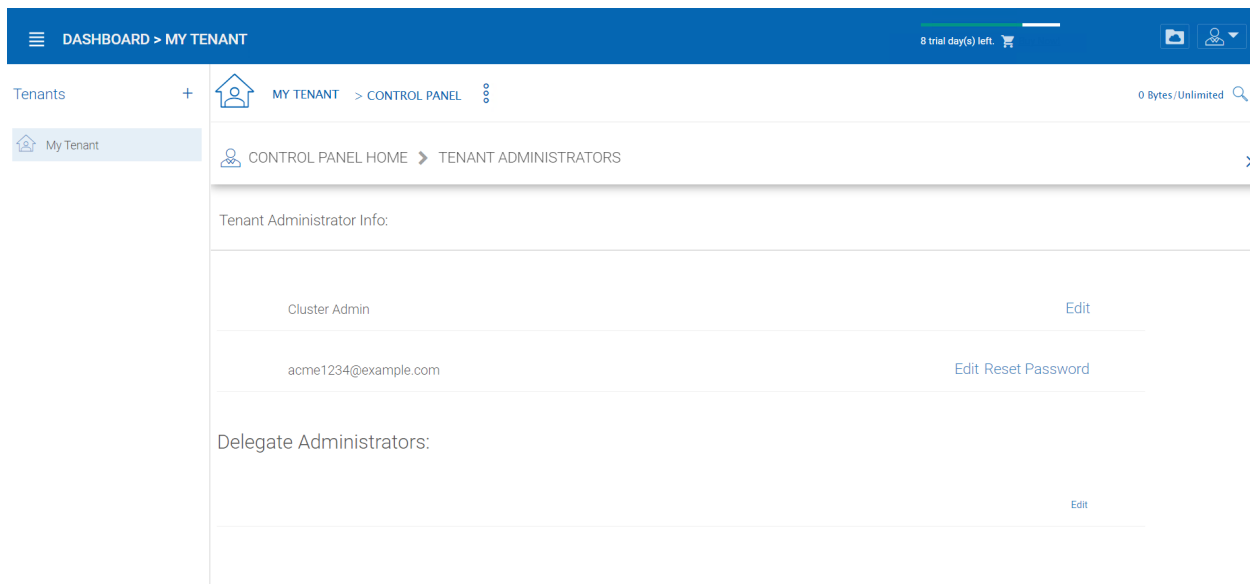 DASHBOARD > MY TENANT
8 trial day(s) left.
Tenants +
MY TENANT > CONTROL PANEL
0 Bytes/Unlimited
My Tenant
CONTROL PANEL HOME > TENANT ADMINISTRATORS
Tenant Administrator Info:
Cluster Admin Edit
acme1234@example.com Edit Reset Password
Delegate Administrators:
Edit